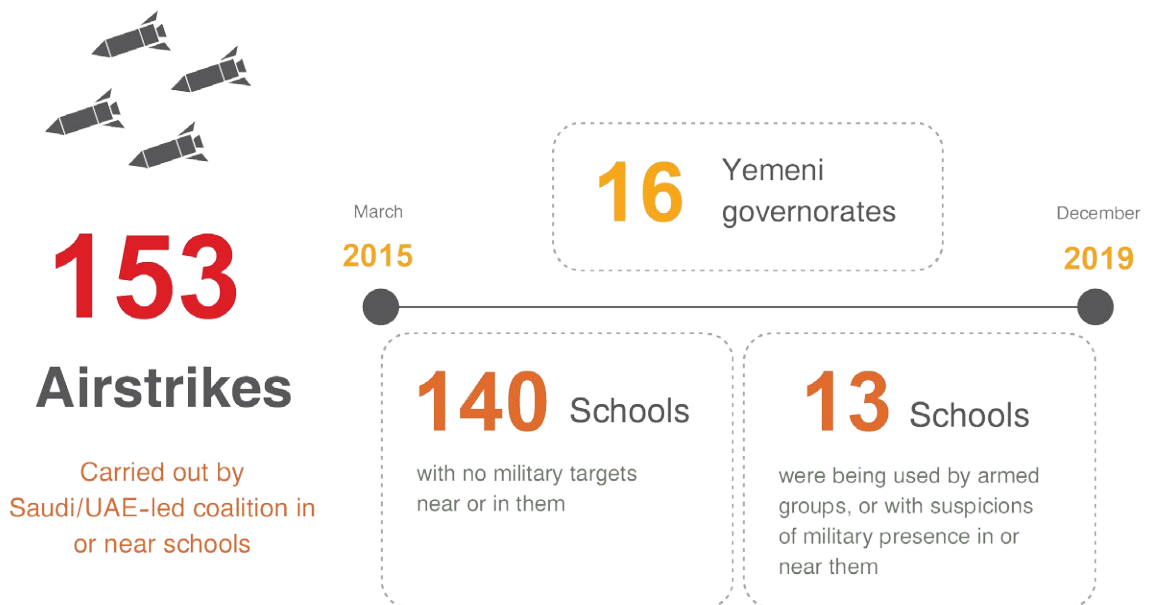 153
Airstrikes
Carried out by
Saudi/UAE-led coalition in
or near schools
March
2015
16 Yemeni
governorates
December
2019
140 Schools
with no military targets
near or in them
13 Schools
were being used by armed
groups, or with suspicions
of military presence in or
near them